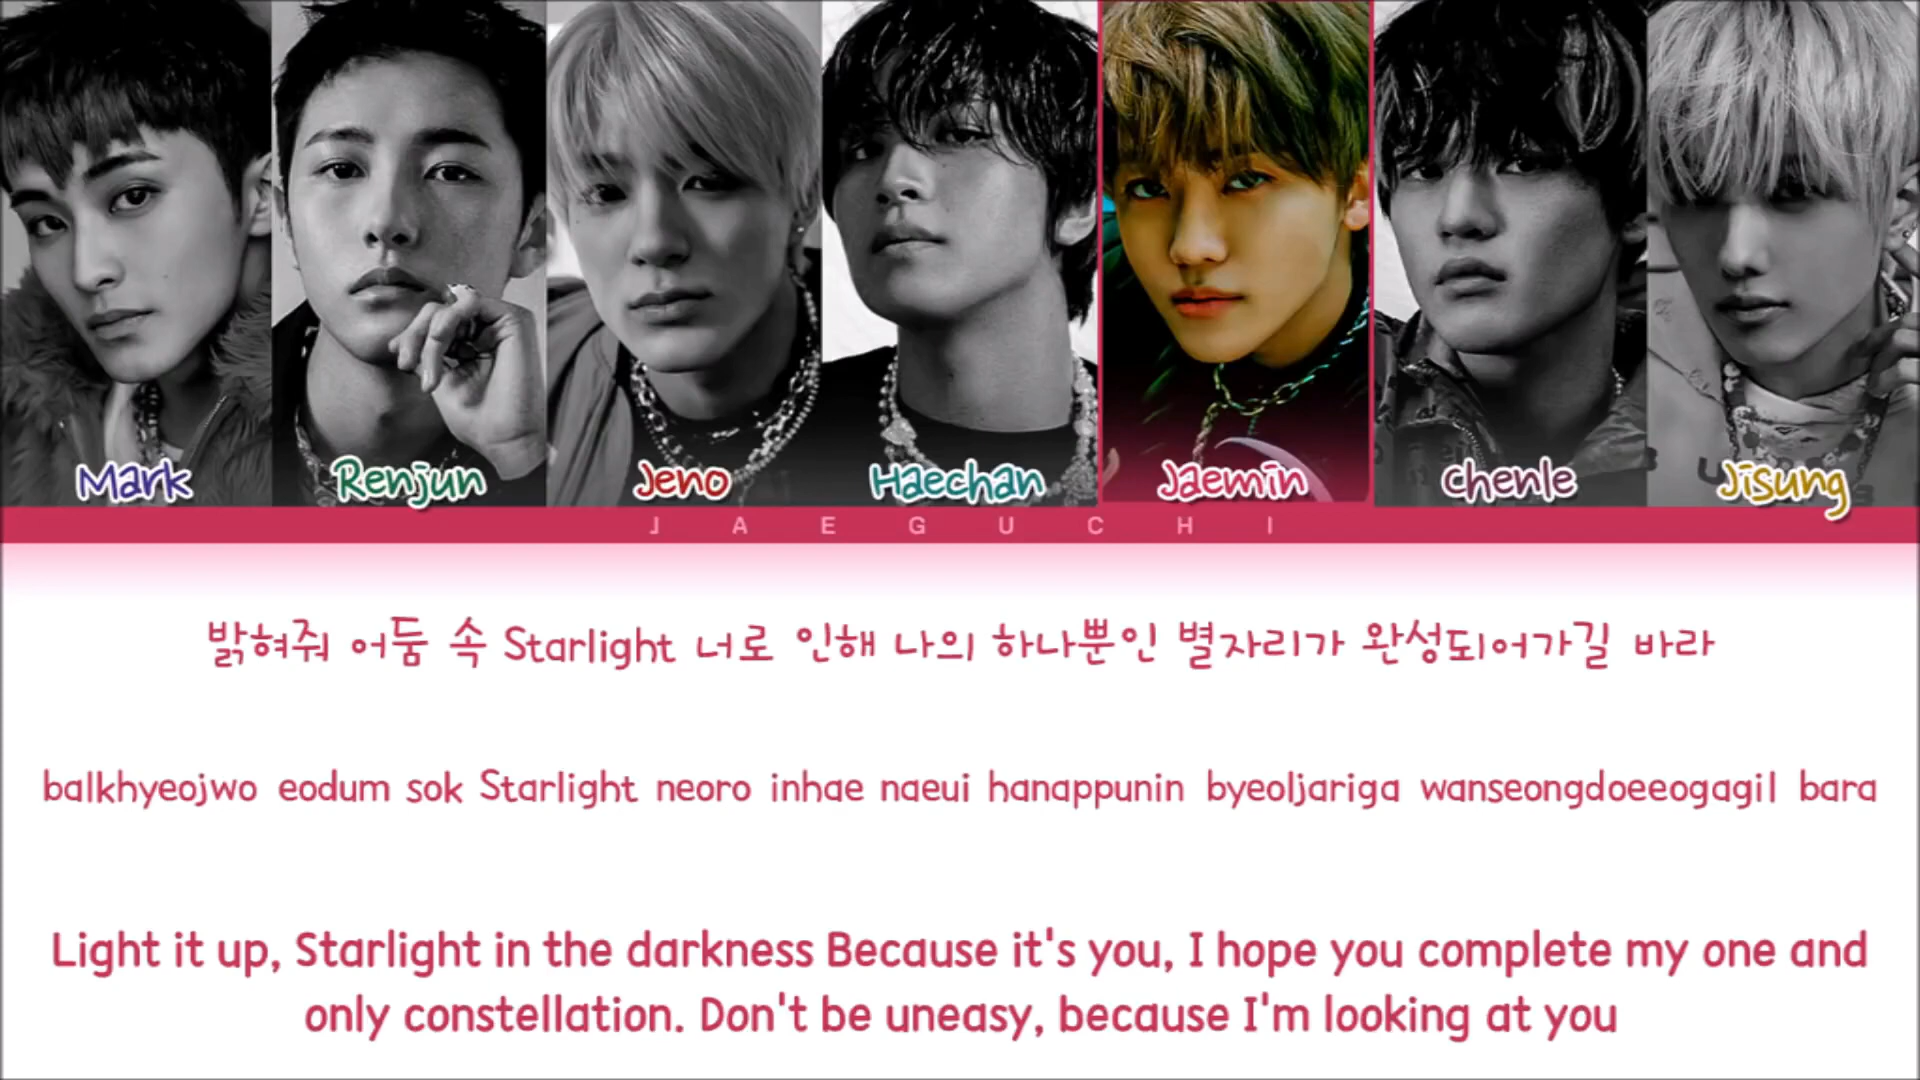 Mark
Renjun
Jeno
Haechan
Jaemin
chenle
Jisung
J A E G U C H I
밝혀줘 어둠 속 Starlight 너로 인해 나의 하나뿐인 별자리가 완성되어가길 바라
balkhyeojwo eodum sok Starlight neoro inhae naeui hanappunin byeoljariga wanseongdoeeogagil bara
Light it up, Starlight in the darkness Because it's you, I hope you complete my one and
only constellation. Don't be uneasy, because I'm looking at you